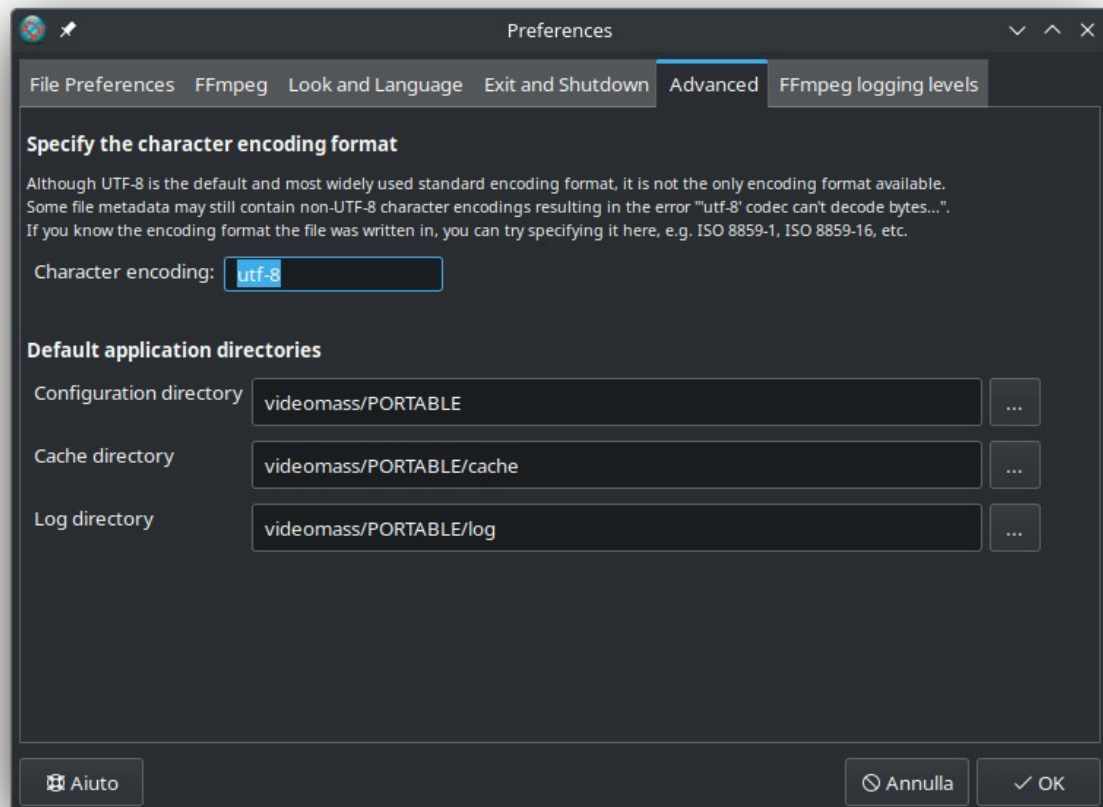 Preferences
File Preferences FFmpeg Look and Language Exit and Shutdown Advanced FFmpeg logging levels
Specify the character encoding format
Although UTF-8 is the default and most widely used standard encoding format, it is not the only encoding format available.
Some file metadata may still contain non-UTF-8 character encodings resulting in the error "'utf-8' codec can't decode bytes...".
If you know the encoding format the file was written in, you can try specifying it here, e.g. ISO 8859-1, ISO 8859-16, etc.
Character encoding: utf-8
Default application directories
Configuration directory videomass/PORTABLE ...
Cache directory videomass/PORTABLE/cache ...
Log directory videomass/PORTABLE/log ...
Aiuto Annulla OK